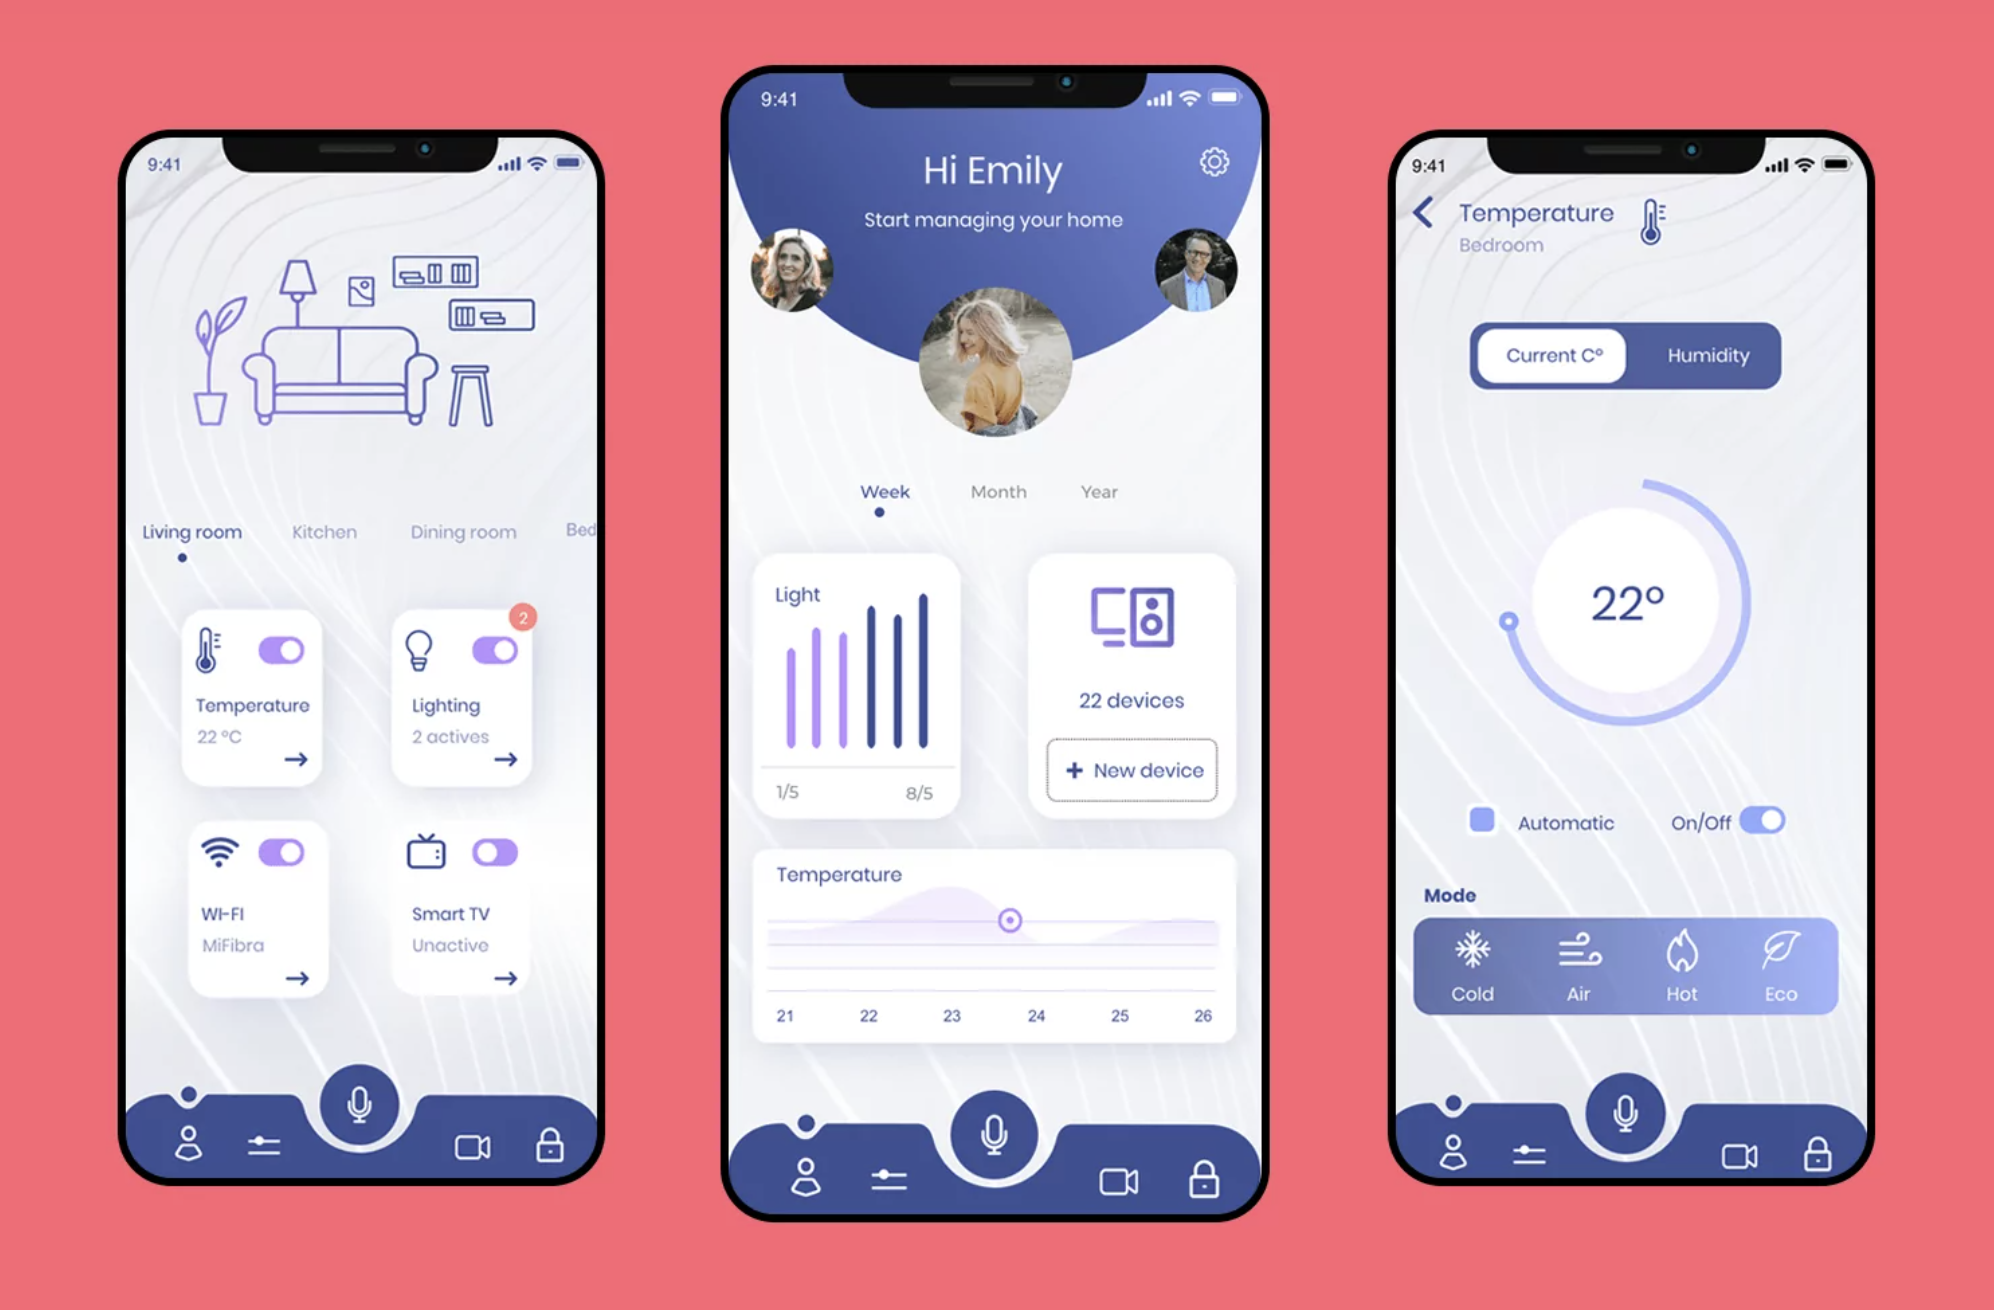 9:41
Living room Kitchen Dining room Bed
2
Temperature
22 °C
Lighting
2 actives
WI-FI
MiFibra
Smart TV
Unactive
9:41
Hi Emily
Start managing your home
Week Month Year
Light
1/5 8/5
22 devices
+ New device
Temperature
21 22 23 24 25 26
9:41
Temperature
Bedroom
Current Cº Humidity
22º
Automatic On/Off
Mode
Cold Air Hot Eco